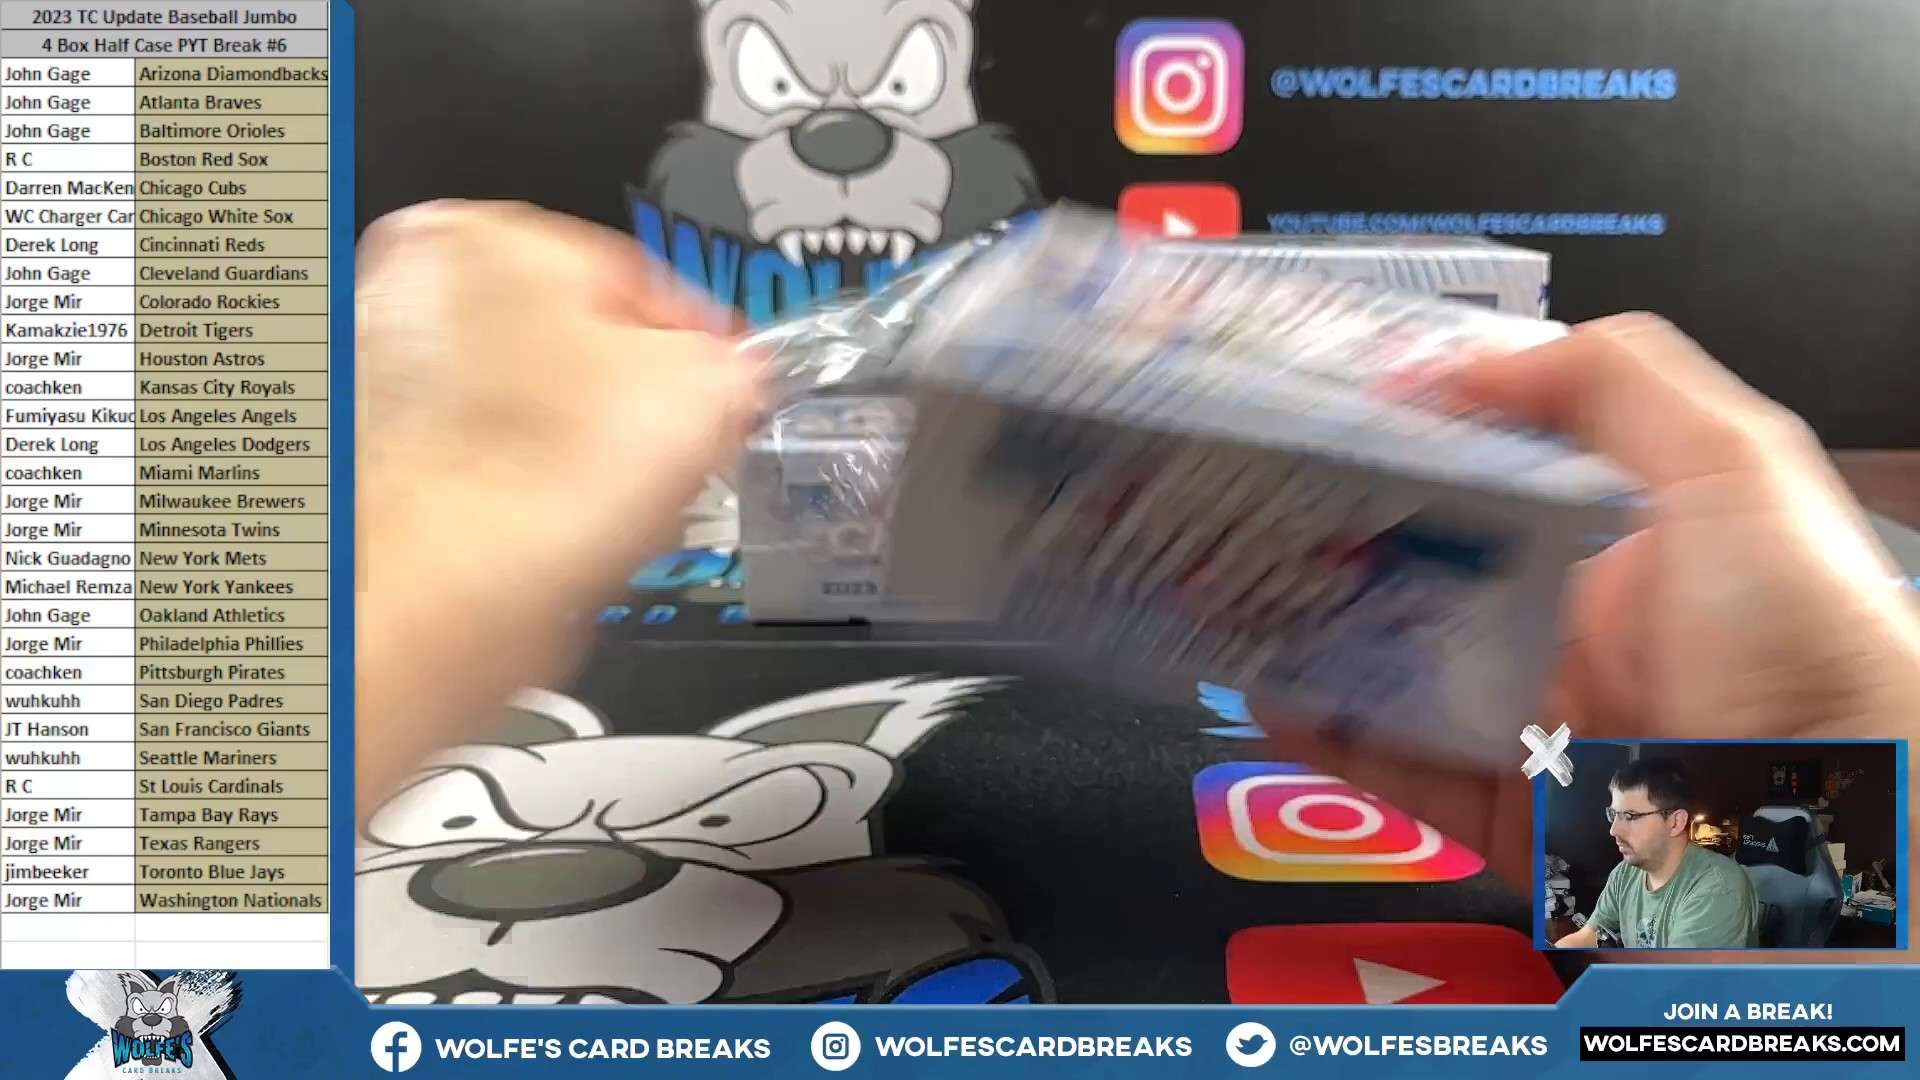 2023 TC Update Baseball Jumbo
4 Box Half Case PYT Break #6
John Gage Arizona Diamondbacks
John Gage Atlanta Braves
John Gage Baltimore Orioles
R C Boston Red Sox
Darren MacKen Chicago Cubs
WC Charger Car Chicago White Sox
Derek Long Cincinnati Reds
John Gage Cleveland Guardians
Jorge Mir Colorado Rockies
Kamakzie1976 Detroit Tigers
Jorge Mir Houston Astros
coachken Kansas City Royals
Fumiyasu Kikuc Los Angeles Angels
Derek Long Los Angeles Dodgers
coachken Miami Marlins
Jorge Mir Milwaukee Brewers
Jorge Mir Minnesota Twins
Nick Guadagno New York Mets
Michael Remza New York Yankees
John Gage Oakland Athletics
Jorge Mir Philadelphia Phillies
coachken Pittsburgh Pirates
wuhkuhh San Diego Padres
JT Hanson San Francisco Giants
wuhkuhh Seattle Mariners
R C St Louis Cardinals
Jorge Mir Tampa Bay Rays
Jorge Mir Texas Rangers
jimbeeker Toronto Blue Jays
Jorge Mir Washington Nationals
@WOLFESCARDBREAKS
YOUTUBE.COM/WOLFESCARDBREAKS
2023
WOLFE'S
CARD BREAKS
WOLFE'S CARD BREAKS
WOLFESCARDBREAKS
@WOLFESBREAKS
JOIN A BREAK!
WOLFESCARDBREAKS.COM